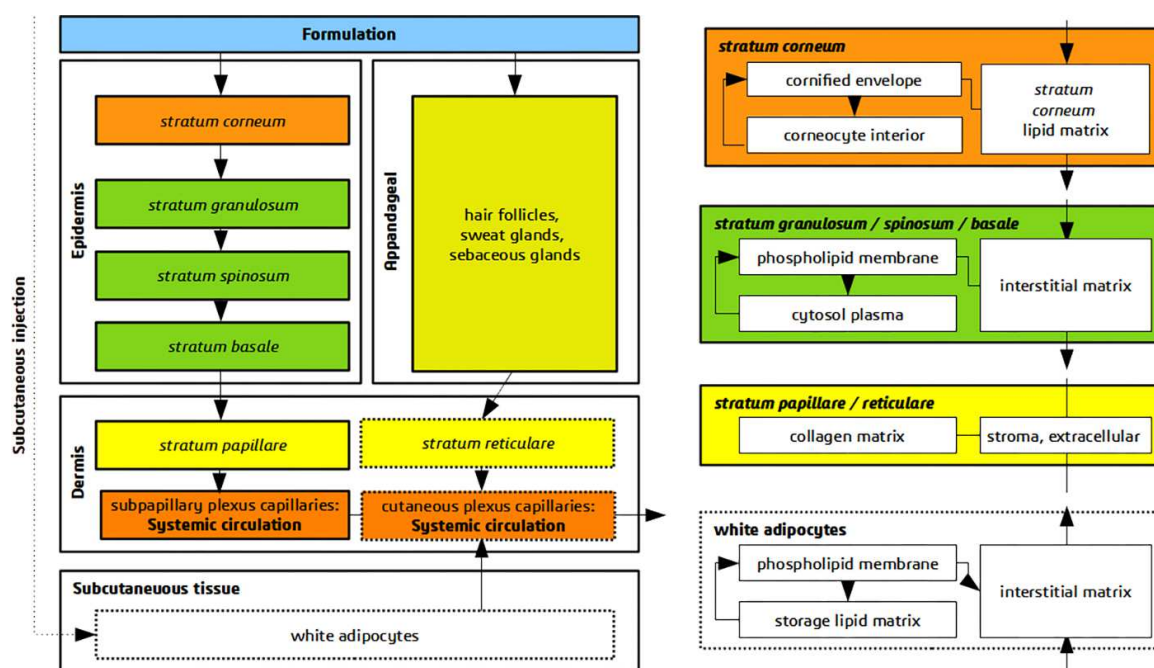 Formulation
Subcutaneous injection
Epidermis
stratum corneum
stratum granulosum
stratum spinosum
stratum basale
Appandageal
hair follicles,
sweat glands,
sebaceous glands
Dermis
stratum papillare
stratum reticulare
subpapillary plexus capillaries:
Systemic circulation
cutaneous plexus capillaries:
Systemic circulation
Subcutaneuous tissue
white adipocytes
stratum corneum
cornified envelope
corneocyte interior
stratum
corneum
lipid matrix
stratum granulosum / spinosum / basale
phospholipid membrane
cytosol plasma
interstitial matrix
stratum papillare / reticulare
collagen matrix
stroma, extracellular
white adipocytes
phospholipid membrane
storage lipid matrix
interstitial matrix